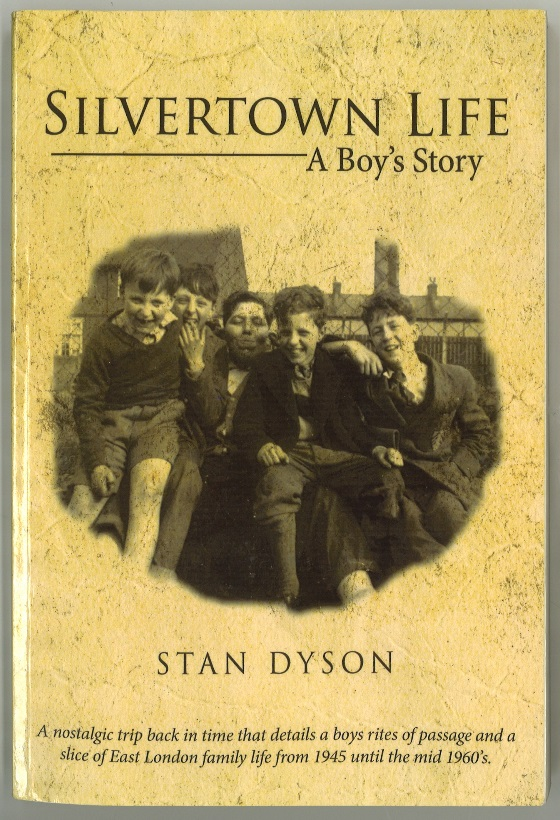 SILVERTOWN LIFE
A Boy's Story
STAN DYSON
A nostalgic trip back in time that details a boys rites of passage and a
slice of East London family life from 1945 until the mid 1960's.